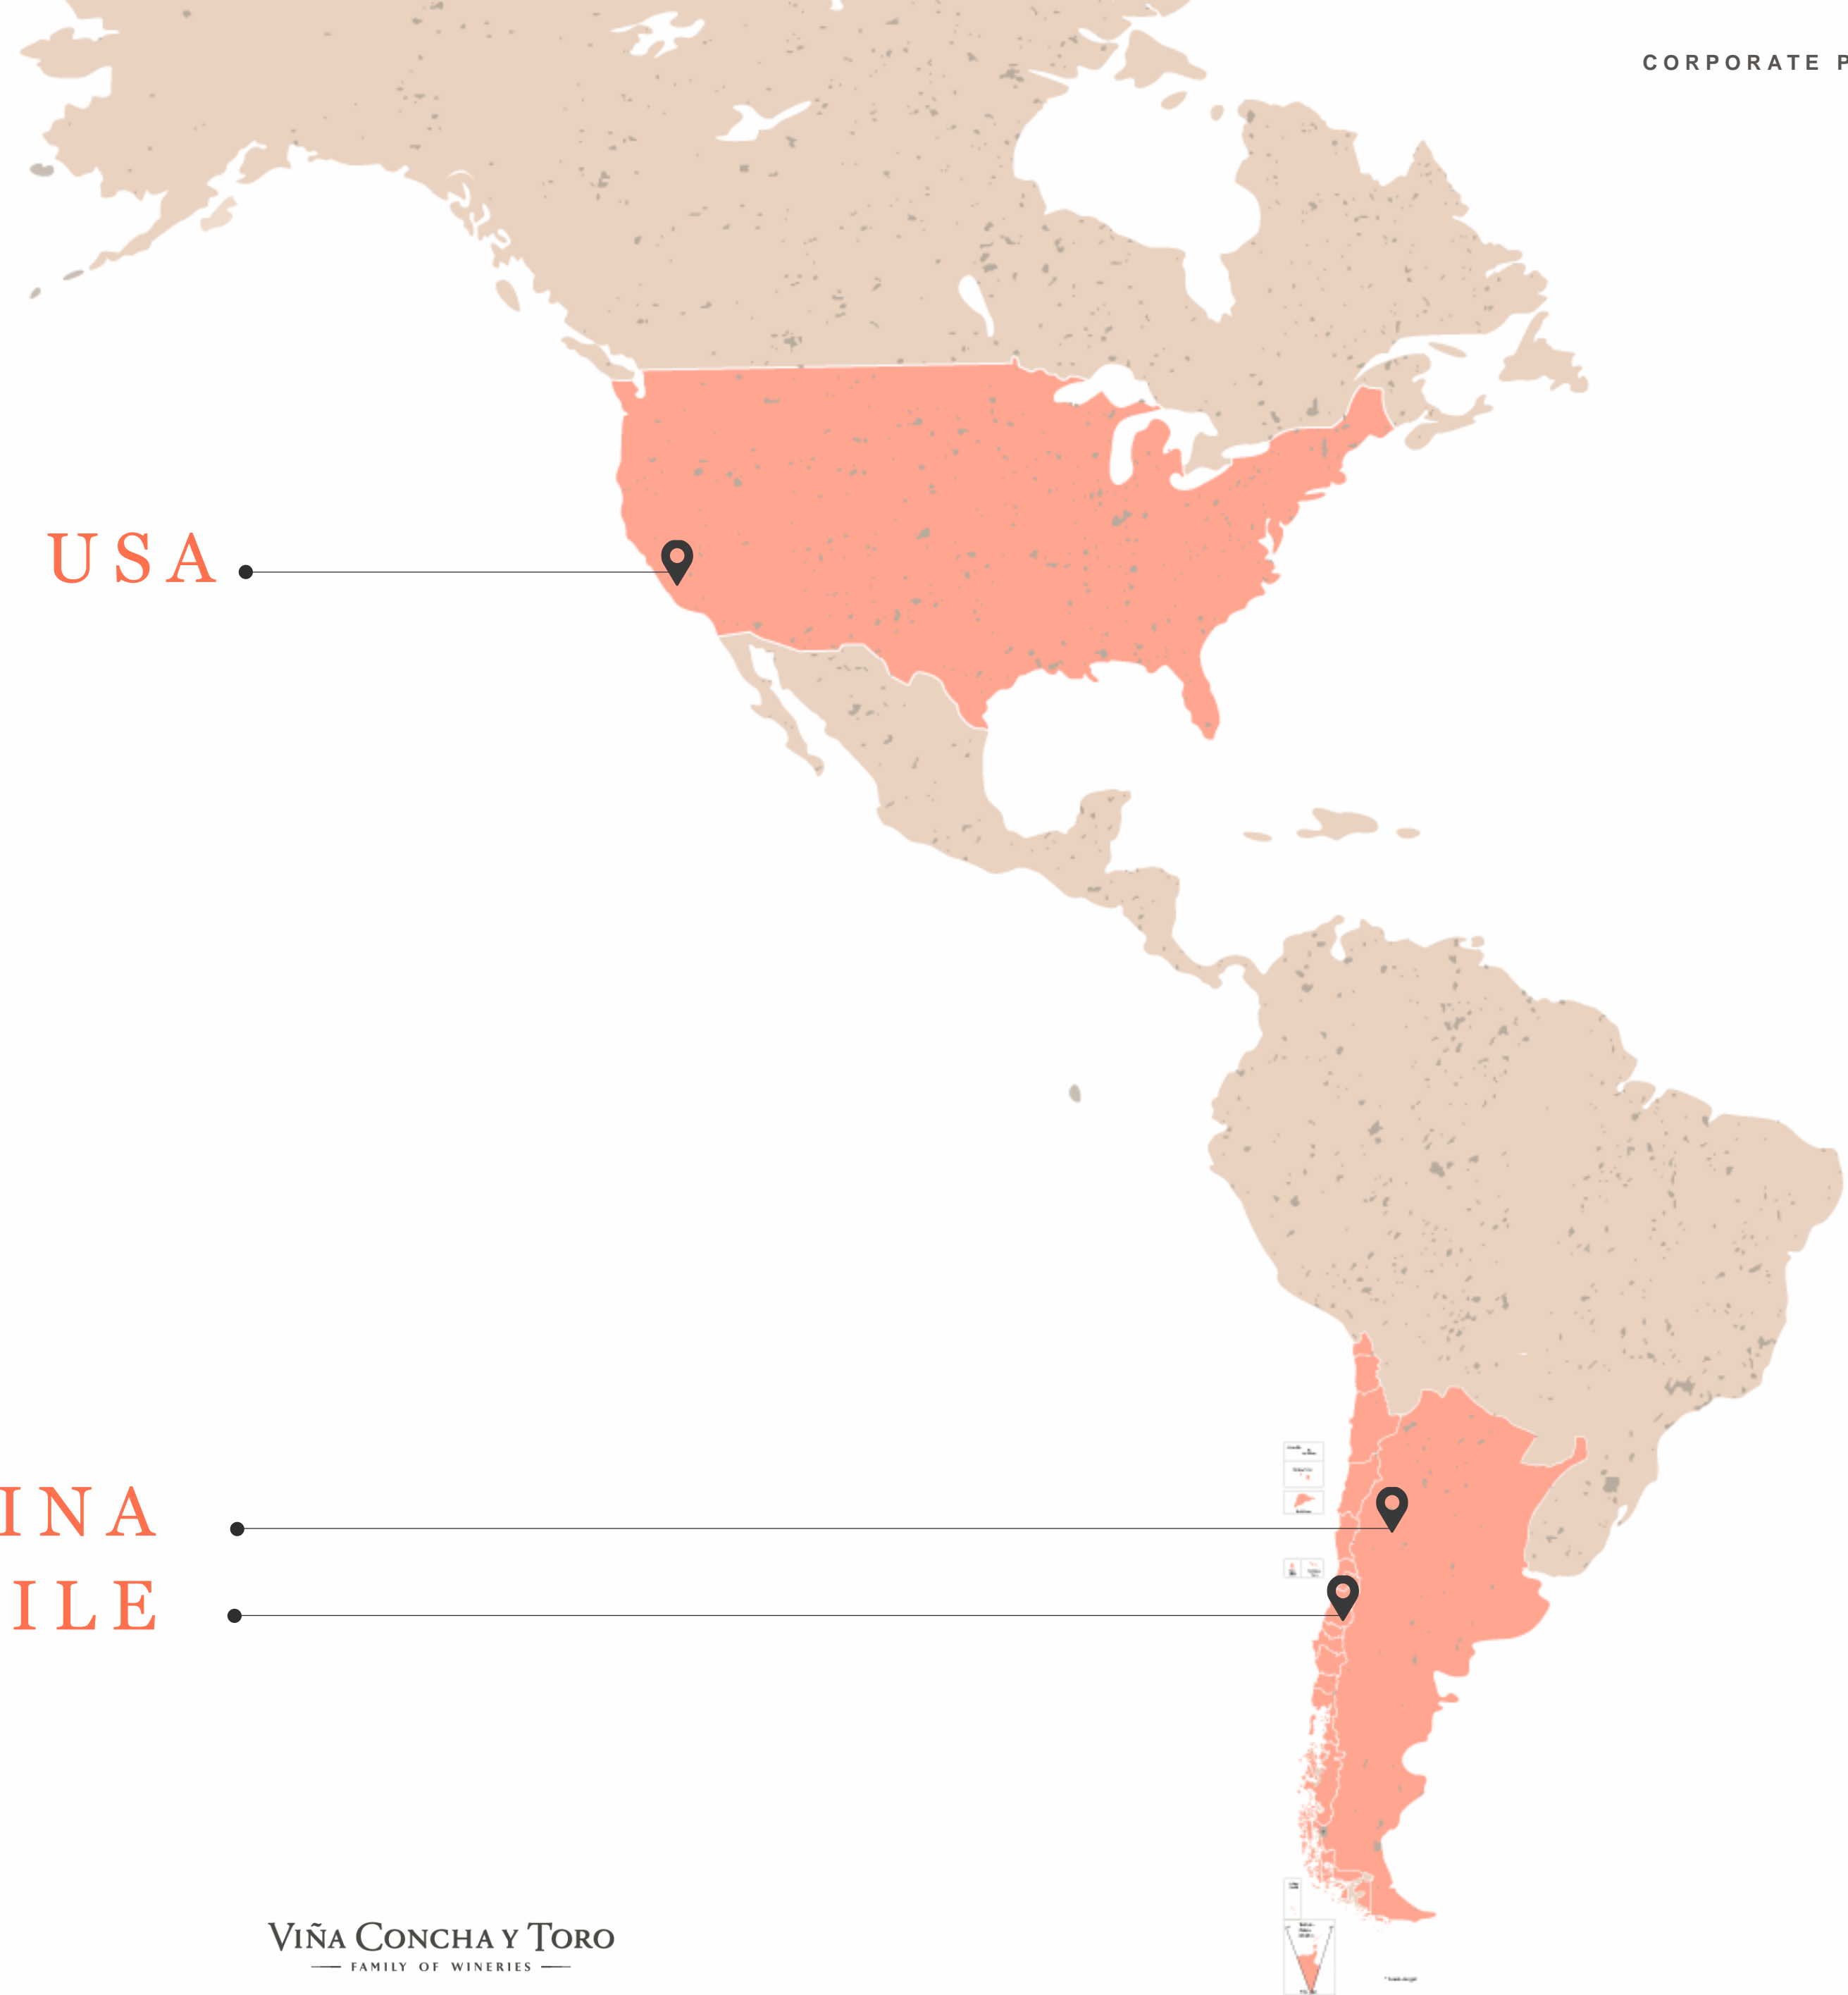 CORPORATE P
USA
INA
ILE
VIÑA CONCHA Y TORO
FAMILY OF WINERIES